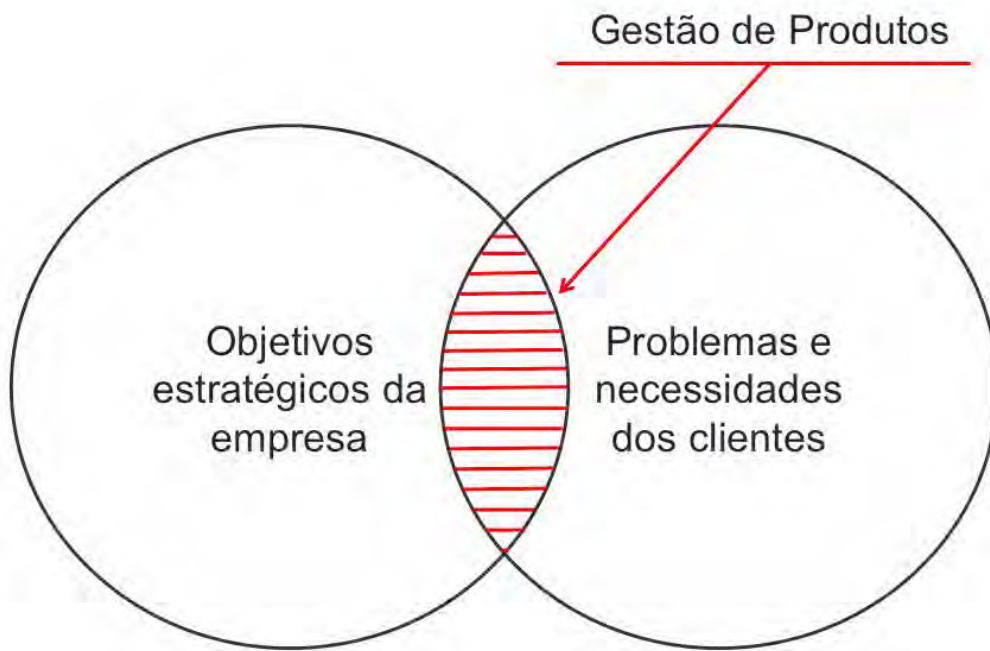 Gestão de Produtos
Objetivos
estratégicos da
empresa
Problemas e
necessidades
dos clientes